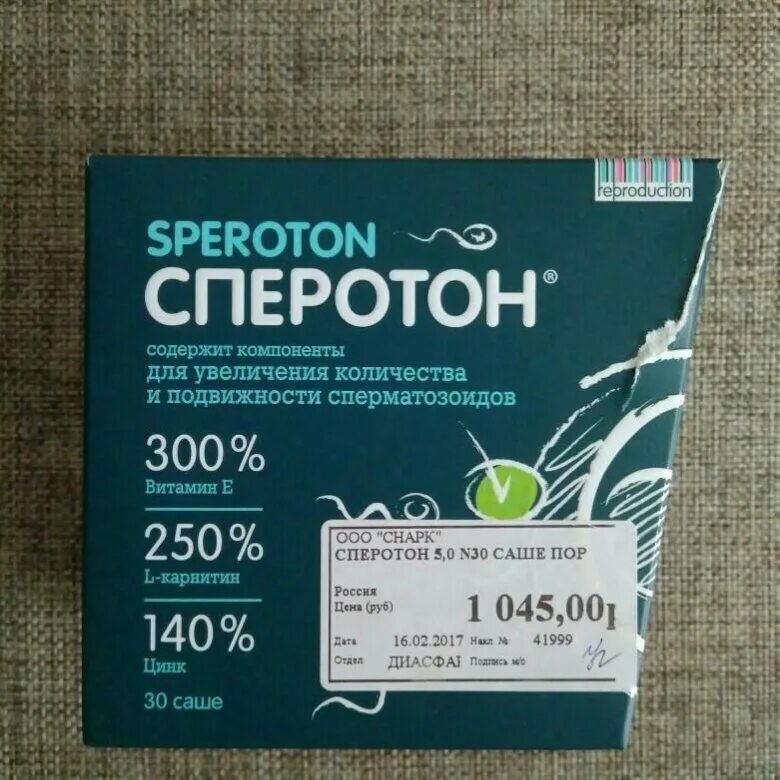 reproduction
SPEROTON
СПЕРОТОН®
содержит компоненты
для увеличения количества
и подвижности сперматозоидов
300%
Витамин Е
250%
L-карнитин
140%
Цинк
30 саше
ООО "СНАРК"
СПЕРОТОН 5,0 N30 САШЕ ПОР
Россия
Цена (руб) 1 045,00р
Дата 16.02.2017 Накл № 41999
Отдел ДИАСФАІ Подпись м/о